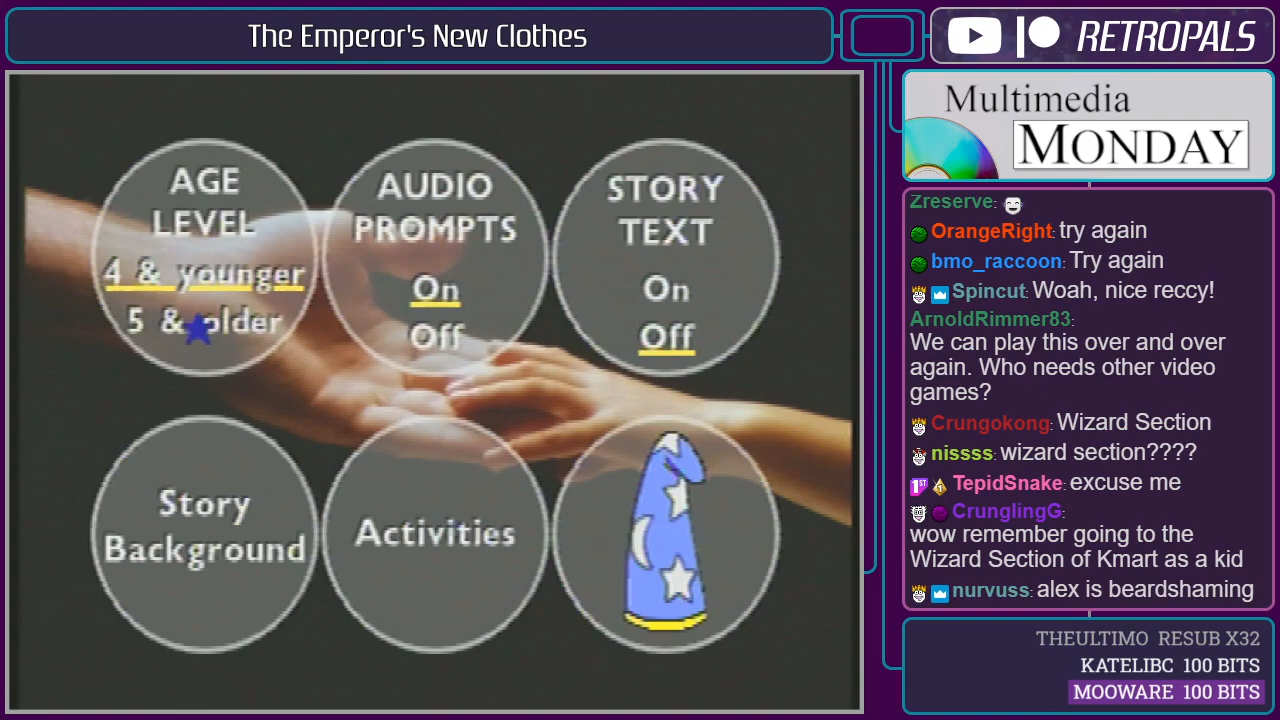 The Emperor's New Clothes
RETROPALS
Multimedia
MONDAY
AGE
LEVEL
4 & younger
5 & older
AUDIO
PROMPTS
On
Off
STORY
TEXT
On
Off
Story
Background
Activities
Zreserve:
OrangeRight: try again
bmo_raccoon: Try again
Spincut: Woah, nice reccy!
ArnoldRimmer83:
We can play this over and over
again. Who needs other video
games?
Crungokong: Wizard Section
nissss: wizard section????
1ST 1 TepidSnake: excuse me
CrunglingG:
wow remember going to the
Wizard Section of Kmart as a kid
nurvuss: alex is beardshaming
THEULTIMO RESUB X32
KATELIBC 100 BITS
MOOWARE 100 BITS